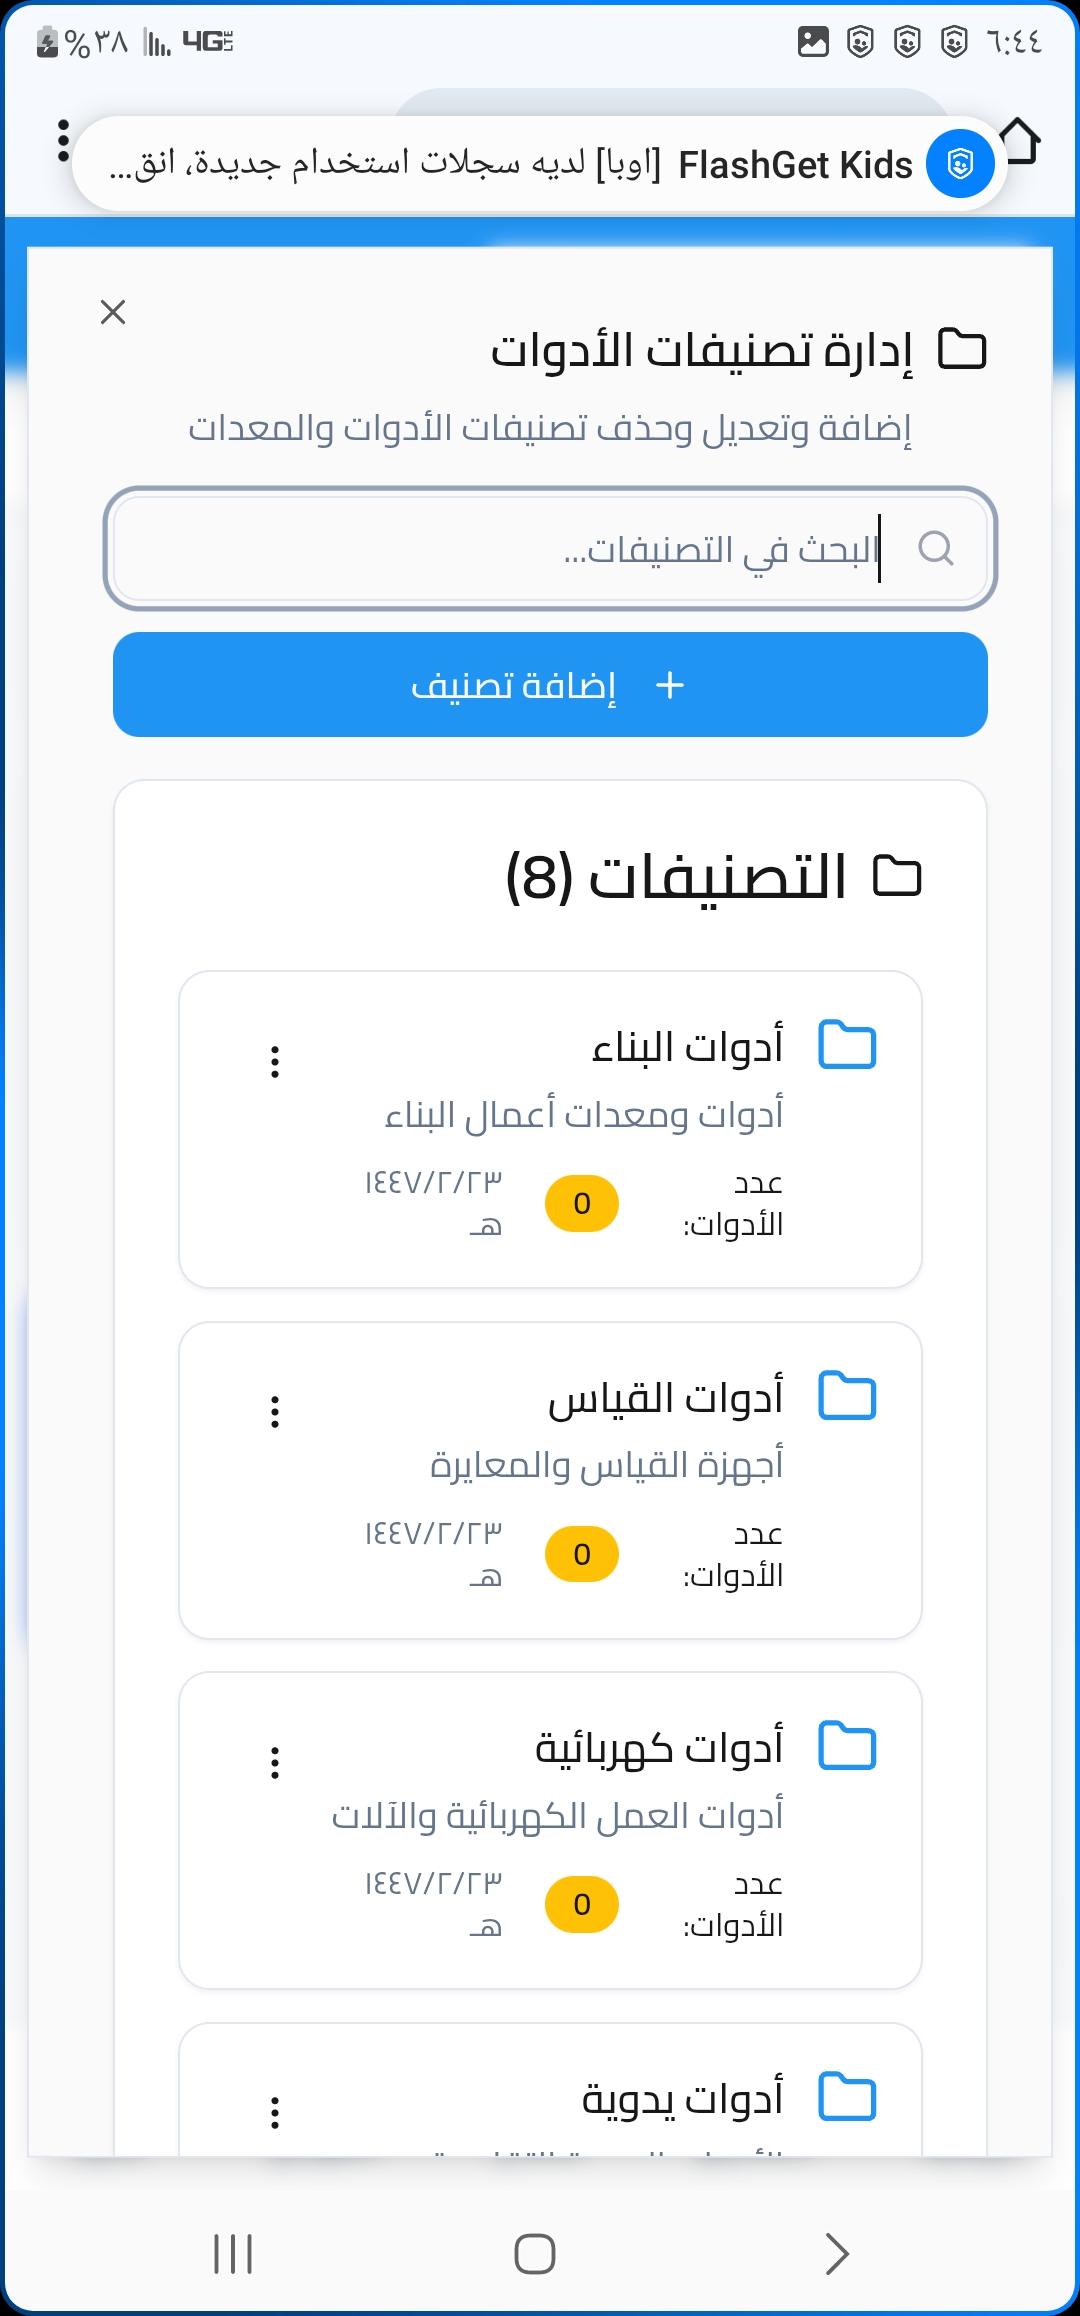 ٦:٤٤
4G LTE
%٣٨
FlashGet Kids [اوبا] لديه سجلات استخدام جديدة، انق...
إدارة تصنيفات الأدوات
إضافة وتعديل وحذف تصنيفات الأدوات والمعدات
البحث في التصنيفات...
إضافة تصنيف
التصنيفات (8)
أدوات البناء
أدوات ومعدات أعمال البناء
عدد الأدوات:
0
١٤٤٧/٢/٢٣ هـ
أدوات القياس
أجهزة القياس والمعايرة
عدد الأدوات:
0
١٤٤٧/٢/٢٣ هـ
أدوات كهربائية
أدوات العمل الكهربائية والآلات
عدد الأدوات:
0
١٤٤٧/٢/٢٣ هـ
أدوات يدوية